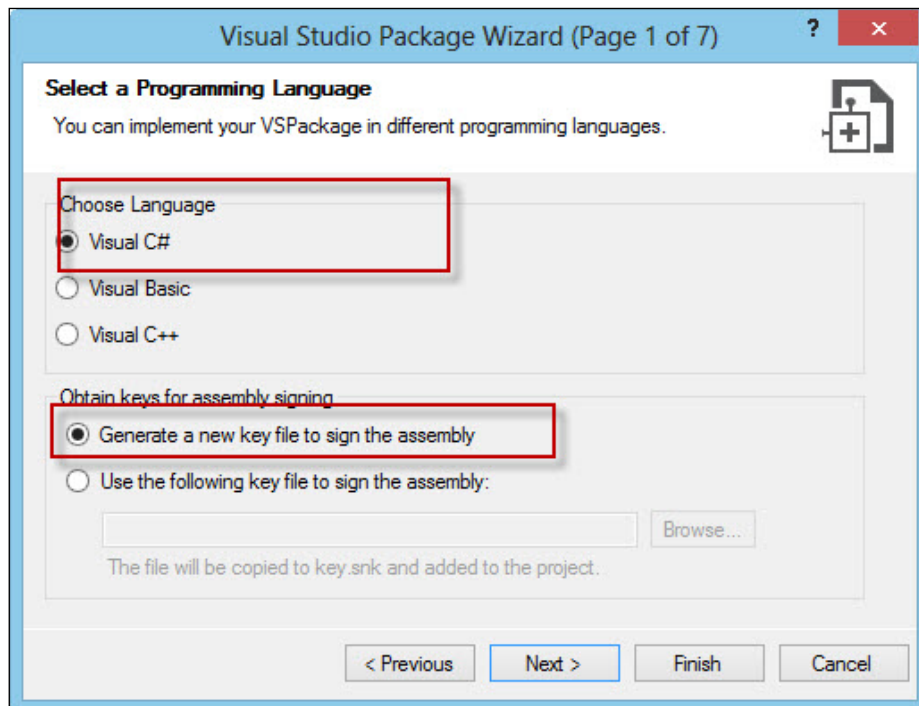 Visual Studio Package Wizard (Page 1 of 7)
?
Select a Programming Language
You can implement your VSPackage in different programming languages.
Choose Language
Visual C#
Visual Basic
Visual C++
Obtain keys for assembly signing
Generate a new key file to sign the assembly
Use the following key file to sign the assembly:
Browse...
The file will be copied to key.snk and added to the project.
< Previous
Next >
Finish
Cancel